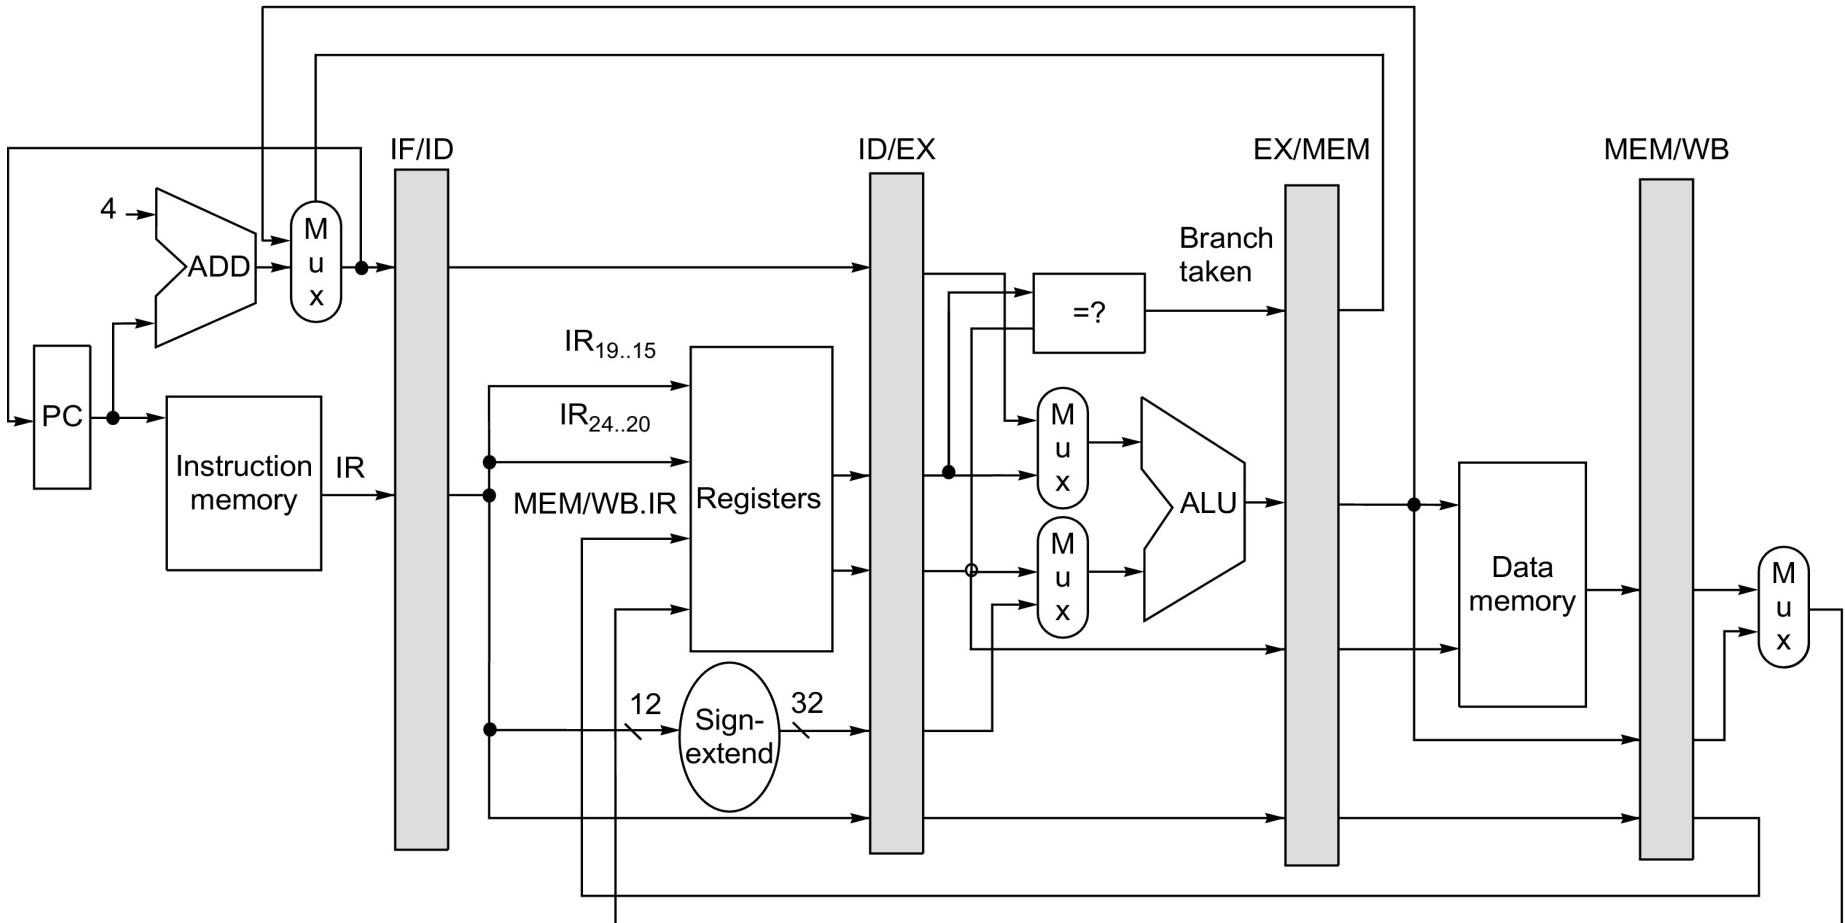 IF/ID
ID/EX
EX/MEM
MEM/WB
4
ADD
M
u
x
Branch
taken
=?
IR19..15
IR24..20
PC
Instruction
memory
IR
MEM/WB.IR
Registers
M
u
x
M
u
x
ALU
Data
memory
M
u
x
12
Sign-
extend
32